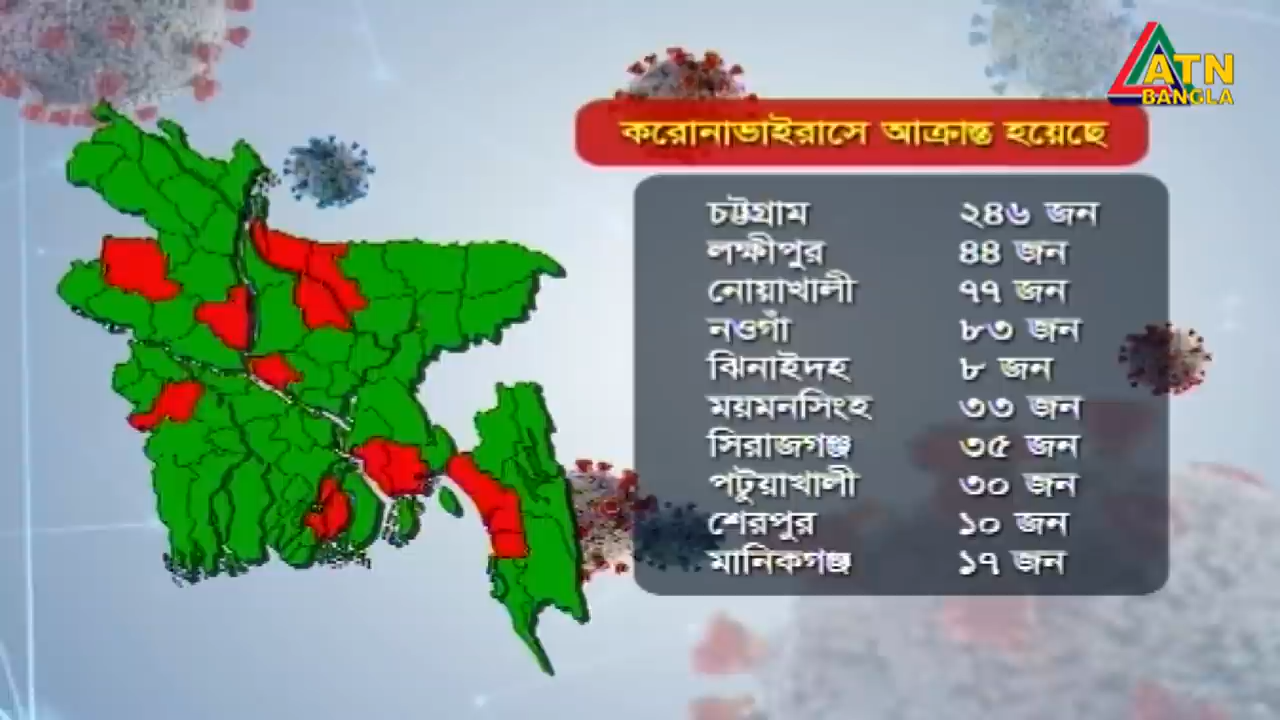 ATN
BANGLA
করোনাভাইরাসে আক্রান্ত হয়েছে
চট্টগ্রাম ২৪৬ জন
লক্ষীপুর ৪৪ জন
নোয়াখালী ৭৭ জন
নওগাঁ ৮৩ জন
ঝিনাইদহ ৮ জন
ময়মনসিংহ ৩৩ জন
সিরাজগঞ্জ ৩৫ জন
পটুয়াখালী ৩০ জন
শেরপুর ১০ জন
মানিকগঞ্জ ১৭ জন